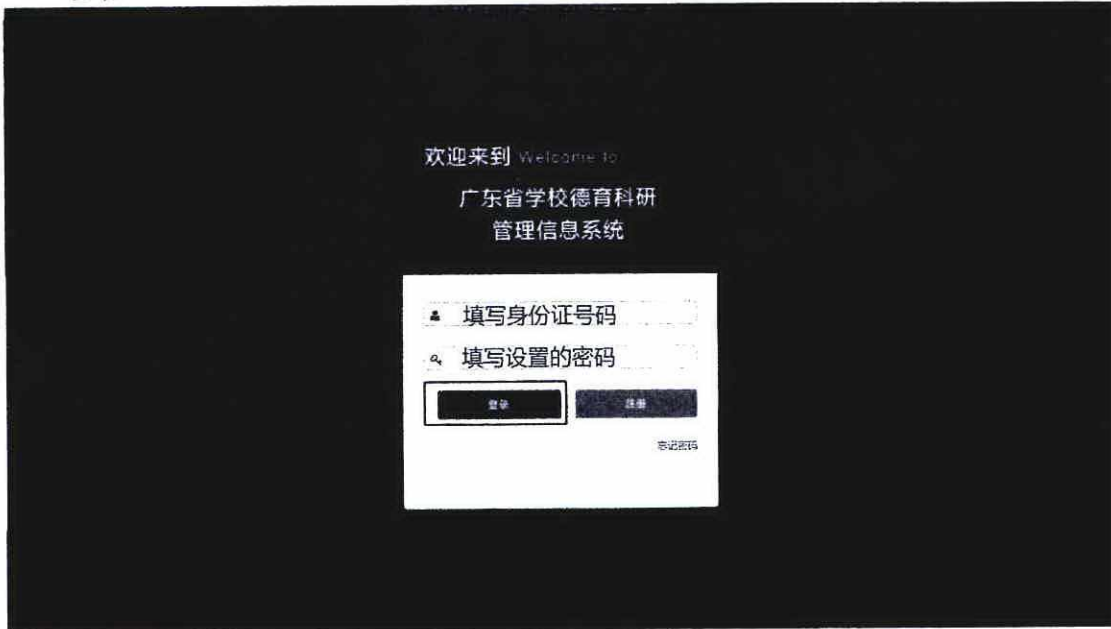 欢迎来到 Welcome to
广东省学校德育科研
管理信息系统
填写身份证号码
填写设置的密码
登录 注册
忘记密码